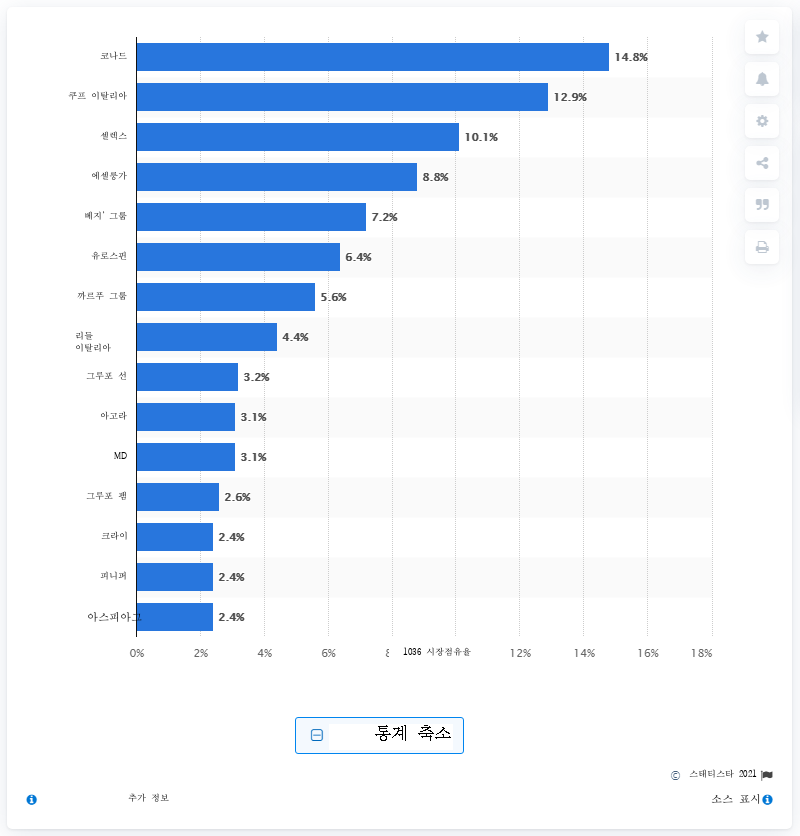 코나드
14.8%
쿠프 이탈리아
12.9%
셀렉스
10.1%
에셀룽가
8.8%
베지' 그룹
7.2%
유로스핀
6.4%
까르푸 그룹
5.6%
리들
이탈리아
4.4%
그루포 선
3.2%
아고라
3.1%
MD
3.1%
그루포 팸
2.6%
크라이
2.4%
피니퍼
2.4%
아스피아그
2.4%
0% 2% 4% 6% 8 1036 시장점유율 12% 14% 16% 18%
통계 축소
© 스태티스타 2021
추가 정보
소스 표시